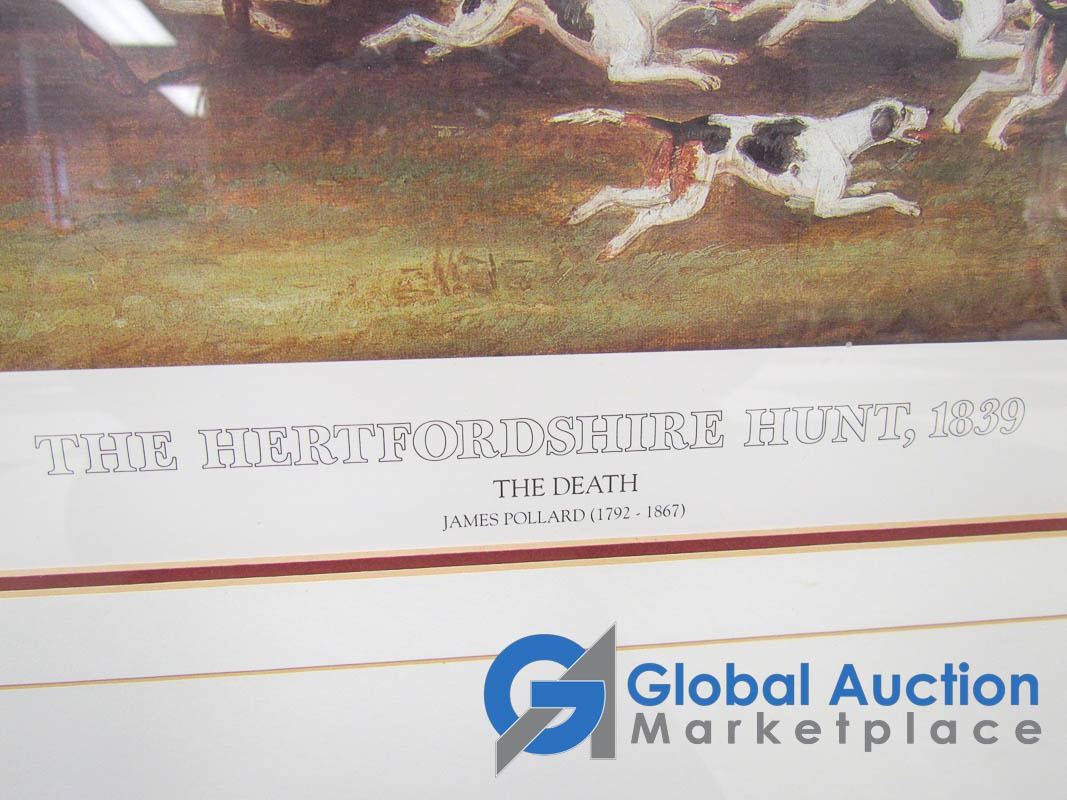 THE HERTFORDSHIRE HUNT, 1839
THE DEATH
JAMES POLLARD (1792 - 1867)
Global Auction
Marketplace